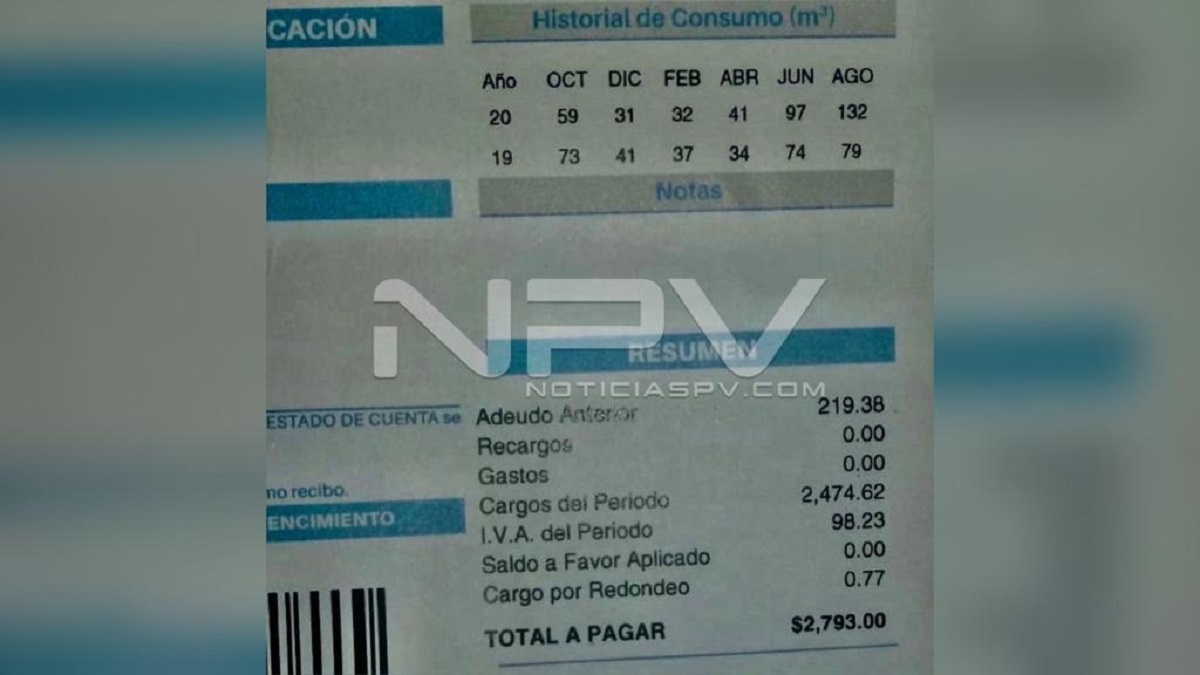 CACIÓN
Historial de Consumo (m³)
Año OCT DIC FEB ABR JUN AGO
20 59 31 32 41 97 132
19 73 41 37 34 74 79
Notas
NPV
NOTICIASPV.COM
RESUMEN
ESTADO DE CUENTA se
mo recibo.
ENCIMIENTO
Adeudo Anterior 219.38
Recargos 0.00
Gastos 0.00
Cargos del Periodo 2,474.62
I.V.A. del Periodo 98.23
Saldo a Favor Aplicado 0.00
Cargo por Redondeo 0.77
TOTAL A PAGAR $2,793.00